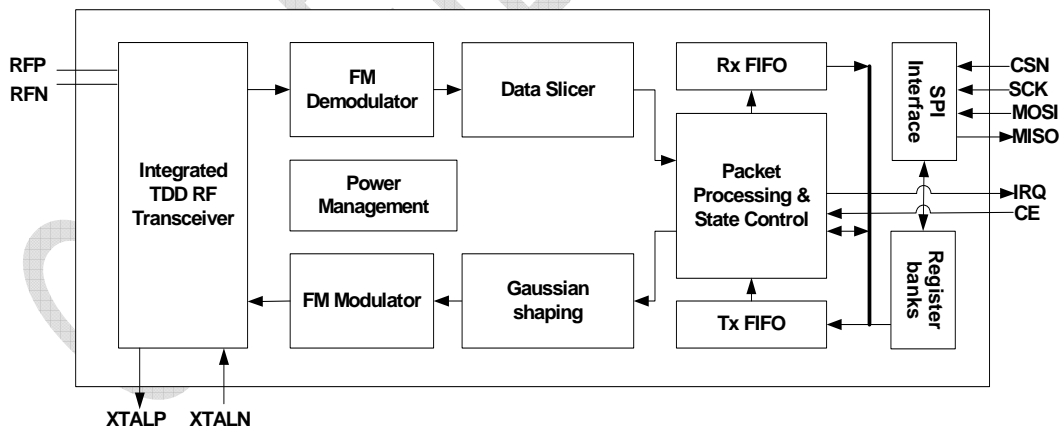 RFP
RFN
Integrated
TDD RF
Transceiver
FM
Demodulator
Data Slicer
Power
Management
FM Modulator
Gaussian
shaping
Rx FIFO
Packet
Processing &
State Control
Tx FIFO
SPI
Interface
Register
banks
CSN
SCK
MOSI
MISO
IRQ
CE
XTALP
XTALN